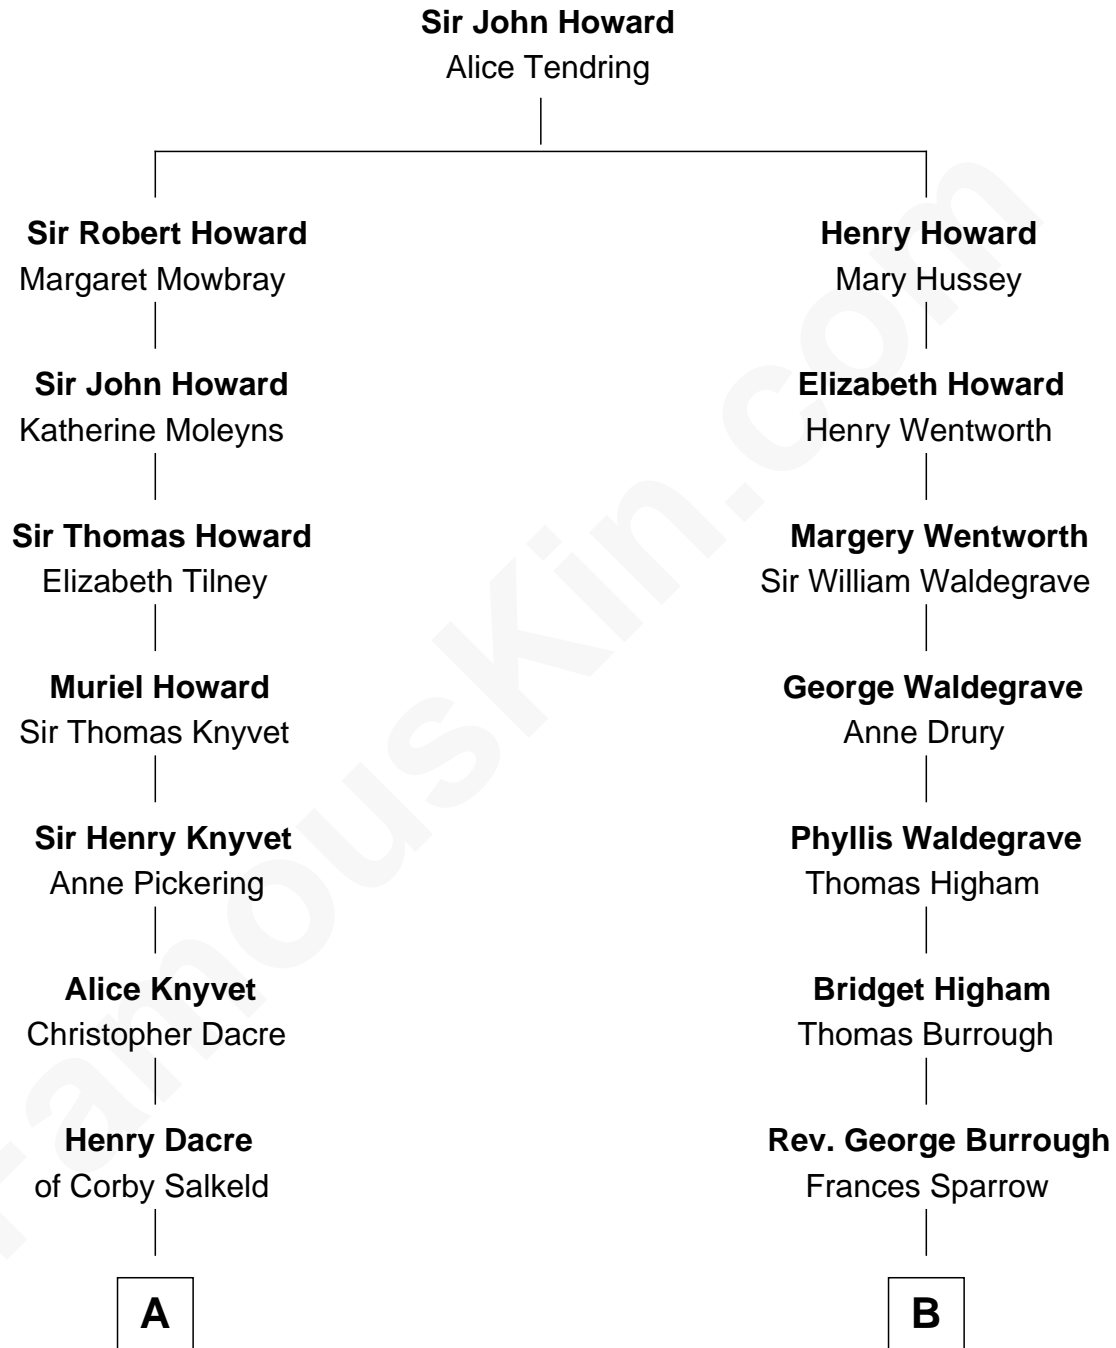 Sir John Howard
Alice Tendring
Sir Robert Howard
Margaret Mowbray
Henry Howard
Mary Hussey
Sir John Howard
Katherine Moleyns
Elizabeth Howard
Henry Wentworth
Sir Thomas Howard
Elizabeth Tilney
Margery Wentworth
Sir William Waldegrave
Muriel Howard
Sir Thomas Knyvet
George Waldegrave
Anne Drury
Sir Henry Knyvet
Anne Pickering
Phyllis Waldegrave
Thomas Higham
Alice Knyvet
Christopher Dacre
Bridget Higham
Thomas Burrough
Henry Dacre
of Corby Salkeld
Rev. George Burrough
Frances Sparrow
A
B
FamousKin.com